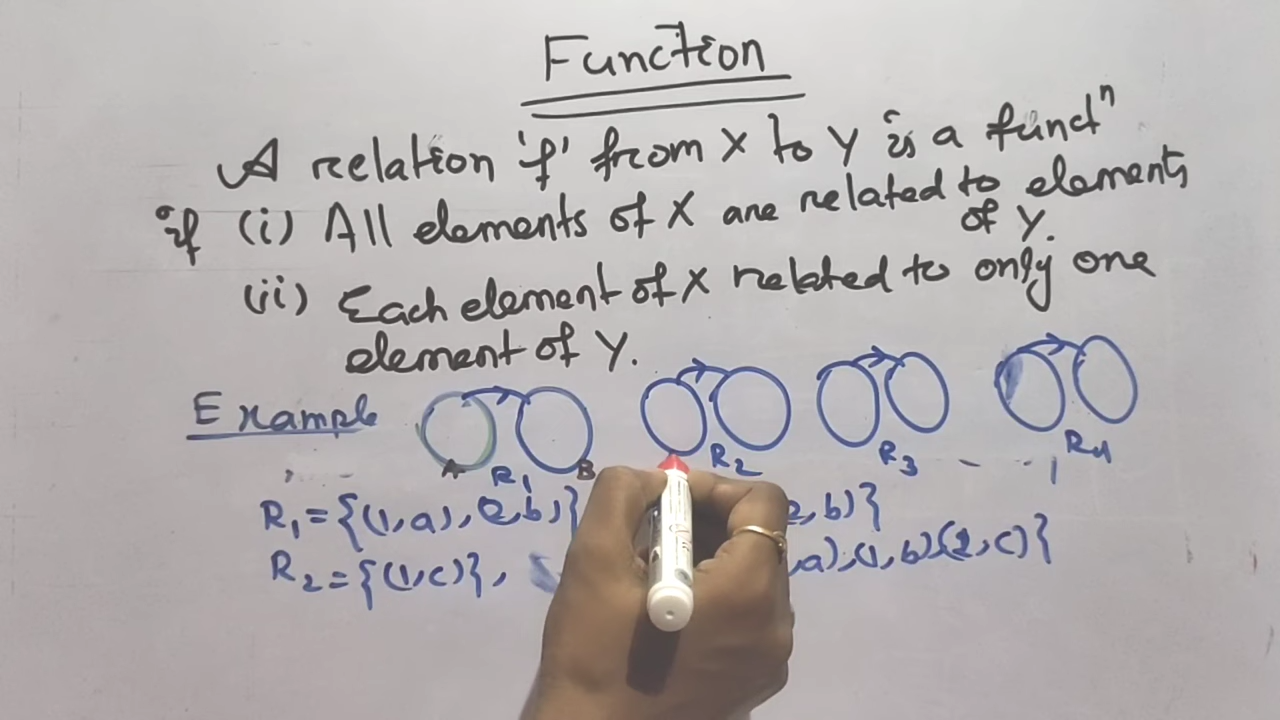 Function
A relation 'f' from X to Y is a functⁿ
if (i) All elements of X are related to elements
of Y.
(ii) Each element of X related to only one
element of Y.
Example
A R₁ B R₂ R₃ R₄
R₁ = {(1,a), (2,b)} 2,b)}
R₂ = {(1,c)}, ,a),(1,b)(2,c)}